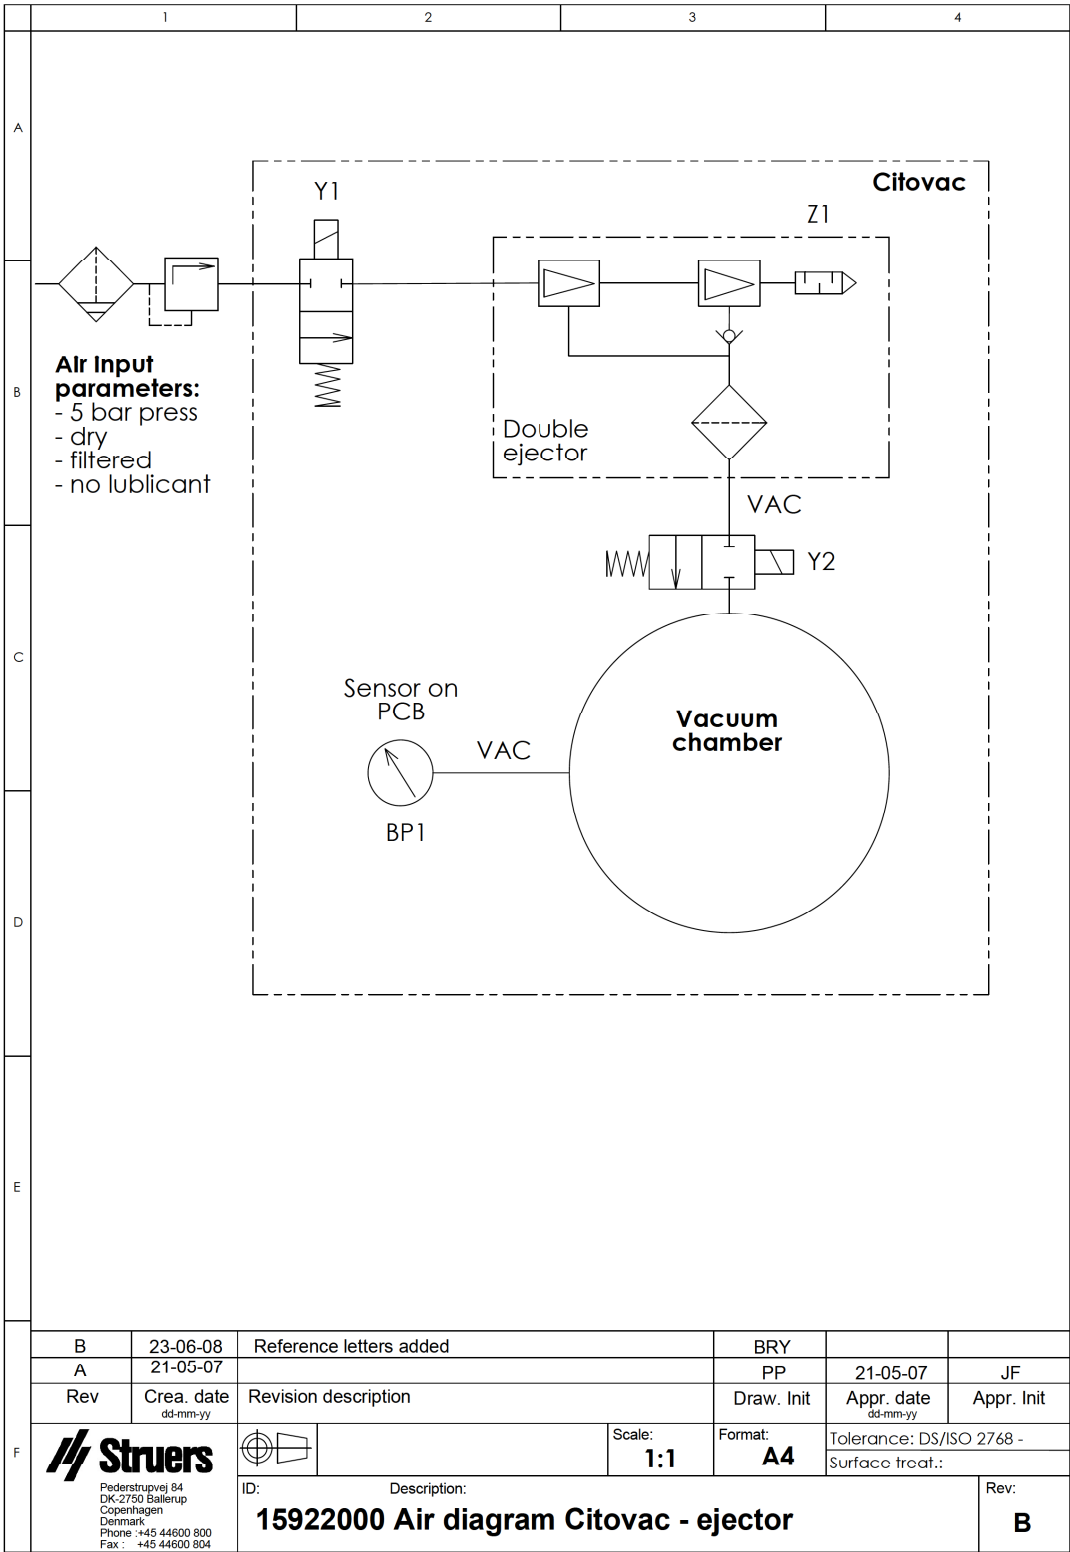 1 2 3 4
A
Citovac
Y1
Z1
Air Input
parameters:
- 5 bar press
- dry
- filtered
- no lublicant
B
Double
ejector
VAC
Y2
C
Sensor on
PCB
VAC
BP1
Vacuum
chamber
D
E
B 23-06-08 Reference letters added BRY
A 21-05-07 PP 21-05-07 JF
Rev Crea. date Revision description Draw. Init Appr. date Appr. Init
dd-mm-yy dd-mm-yy
F
Struers
Pederstrupvej 84
DK-2750 Ballerup
Copenhagen
Denmark
Phone :+45 44600 800
Fax : +45 44600 804
Scale:
1:1
Format:
A4
Tolerance: DS/ISO 2768 -
Surface treat.:
ID: Description:
15922000 Air diagram Citovac - ejector
Rev:
B